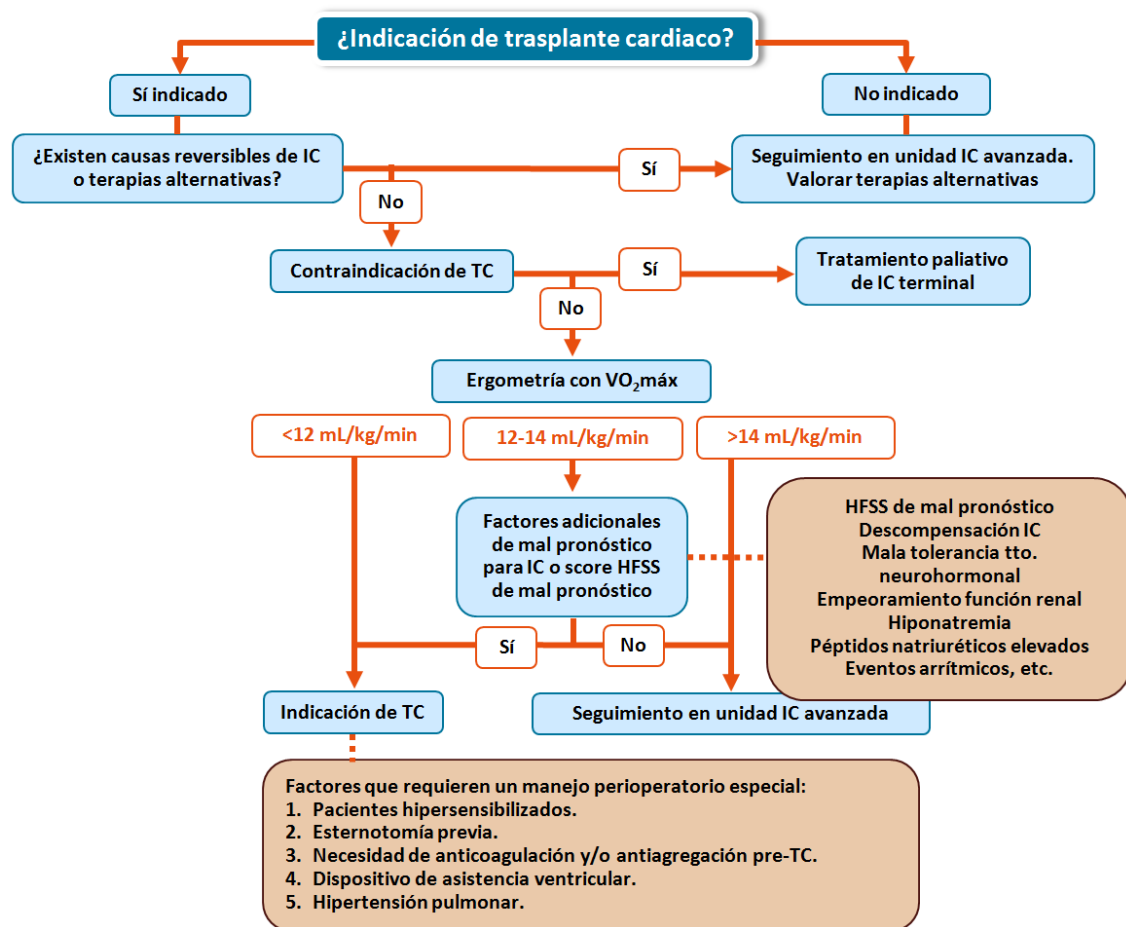 ¿Indicación de trasplante cardiaco?
Sí indicado
No indicado
¿Existen causas reversibles de IC
o terapias alternativas?
Sí
Seguimiento en unidad IC avanzada.
Valorar terapias alternativas
No
Contraindicación de TC
Sí
Tratamiento paliativo
de IC terminal
No
Ergometría con VO₂máx
<12 mL/kg/min
12-14 mL/kg/min
>14 mL/kg/min
Factores adicionales
de mal pronóstico
para IC o score HFSS
de mal pronóstico
HFSS de mal pronóstico
Descompensación IC
Mala tolerancia tto.
neurohormonal
Empeoramiento función renal
Hiponatremia
Péptidos natriuréticos elevados
Eventos arrítmicos, etc.
Sí
No
Indicación de TC
Seguimiento en unidad IC avanzada
Factores que requieren un manejo perioperatorio especial:
1. Pacientes hipersensibilizados.
2. Esternotomía previa.
3. Necesidad de anticoagulación y/o antiagregación pre-TC.
4. Dispositivo de asistencia ventricular.
5. Hipertensión pulmonar.